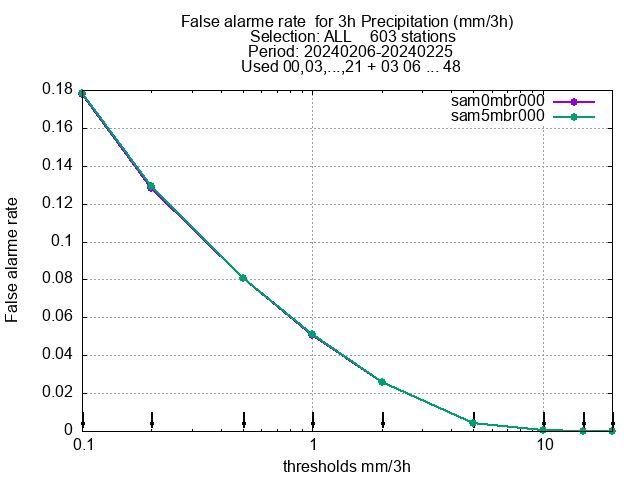 False alarme rate  for 3h Precipitation (mm/3h)
Selection: ALL    603 stations
Period: 20240206-20240225
Used 00,03,...,21 + 03 06 ... 48
sam0mbr000
sam5mbr000
0.18
0.16
0.14
0.12
0.1
0.08
0.06
0.04
0.02
0
False alarme rate
0.1
1
10
thresholds mm/3h